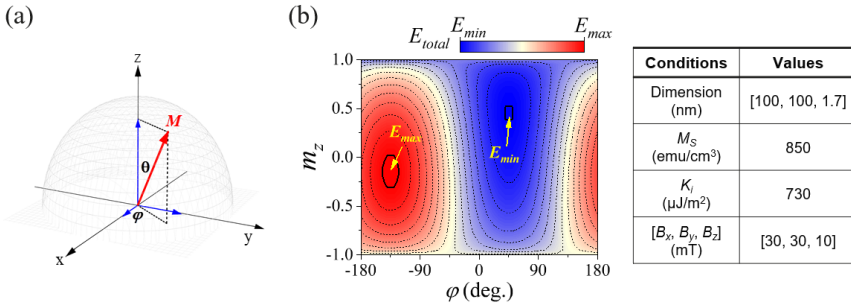 (a)
z
M
θ
φ
x
y
(b)
E_total E_min E_max
1.0
0.5
0.0
-0.5
-1.0
m_z
E_max
E_min
-180 -90 0 90 180
φ (deg.)
Conditions Values
Dimension
(nm)
[100, 100, 1.7]
M_S
(emu/cm³)
850
K_i
(µJ/m²)
730
[B_x, B_y, B_z]
(mT)
[30, 30, 10]